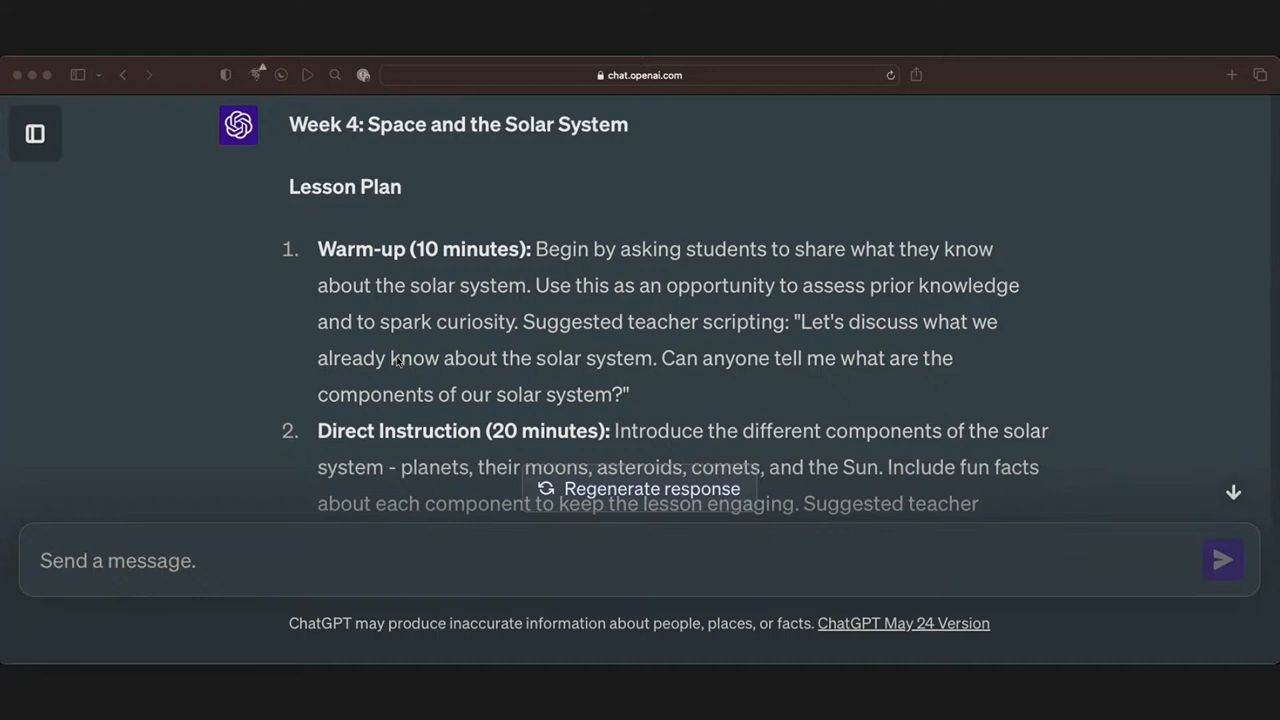 chat.openai.com
Week 4: Space and the Solar System
Lesson Plan
1. Warm-up (10 minutes): Begin by asking students to share what they know
about the solar system. Use this as an opportunity to assess prior knowledge
and to spark curiosity. Suggested teacher scripting: "Let's discuss what we
already know about the solar system. Can anyone tell me what are the
components of our solar system?"
2. Direct Instruction (20 minutes): Introduce the different components of the solar
system - planets, their moons, asteroids, comets, and the Sun. Include fun facts
Regenerate response
about each component to keep the lesson engaging. Suggested teacher
Send a message.
ChatGPT may produce inaccurate information about people, places, or facts. ChatGPT May 24 Version